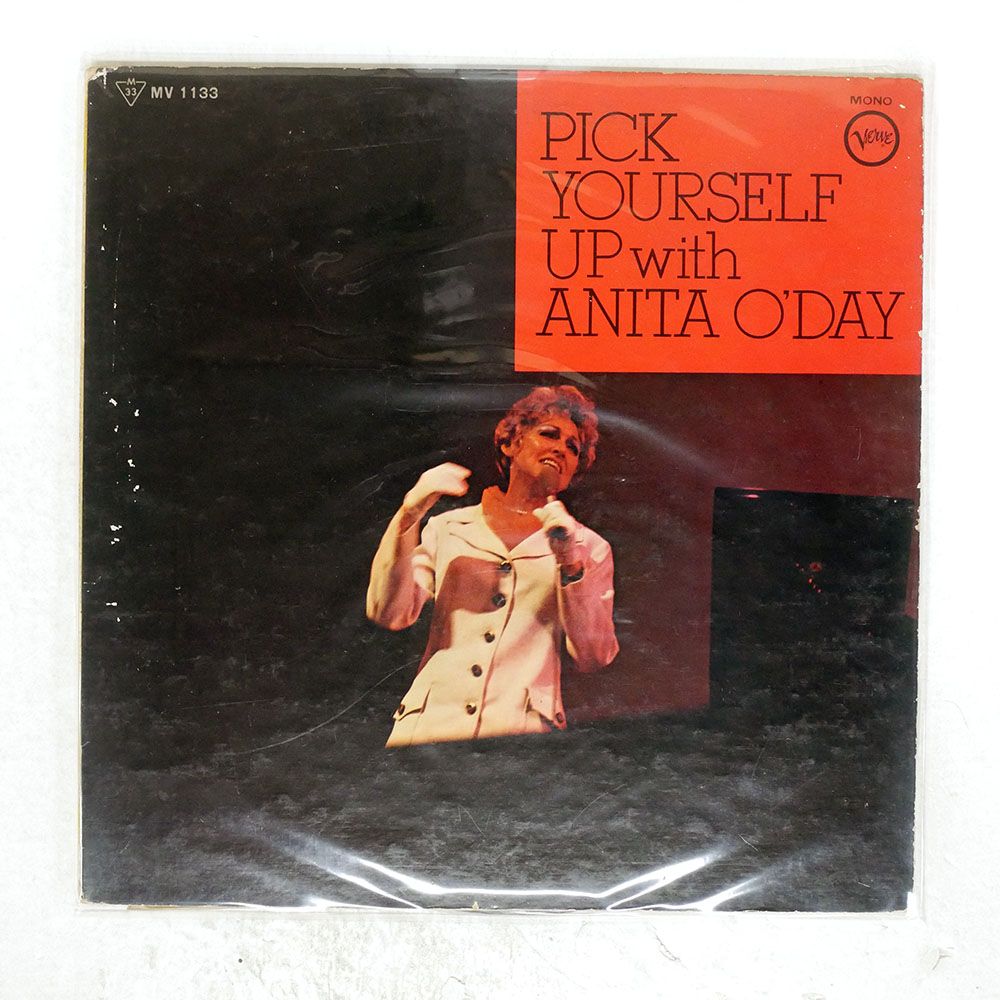 M
33
MV 1133
MONO
Verve
PICK
YOURSELF
UP with
ANITA O'DAY